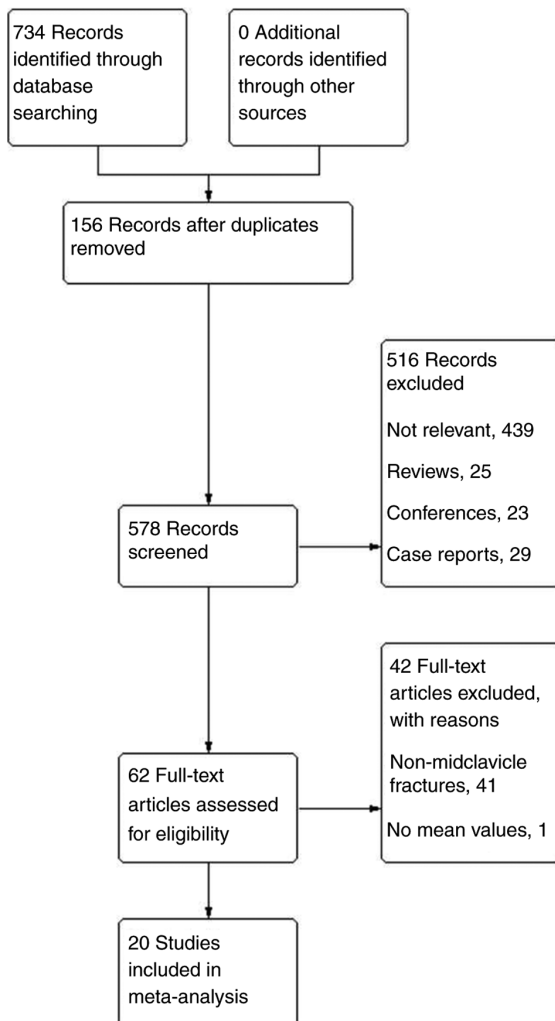 734 Records
identified through
database
searching
0 Additional
records identified
through other
sources
156 Records after duplicates
removed
516 Records
excluded
Not relevant, 439
Reviews, 25
Conferences, 23
Case reports, 29
578 Records
screened
42 Full-text
articles excluded,
with reasons
Non-midclavicle
fractures, 41
No mean values, 1
62 Full-text
articles assessed
for eligibility
20 Studies
included in
meta-analysis